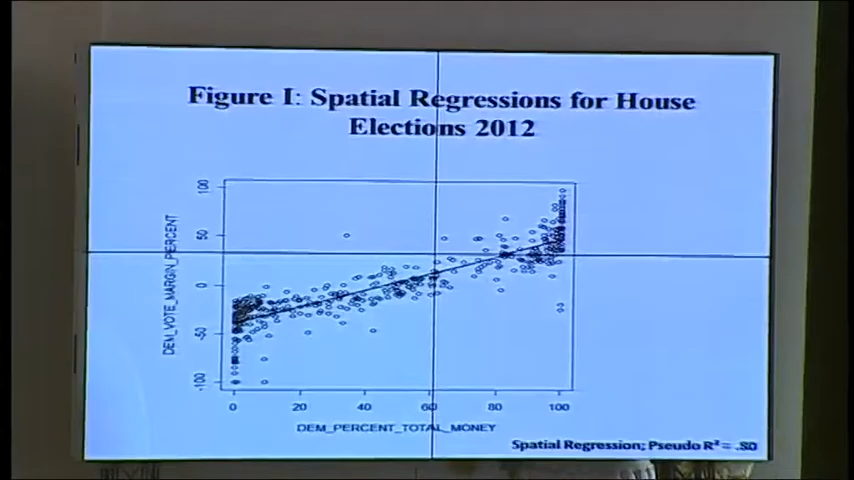 Figure I: Spatial Regressions for House
Elections 2012
100
50
0
-50
-100
DEM_VOTE_MARGIN_PERCENT
0 20 40 60 80 100
DEM_PERCENT_TOTAL_MONEY
Spatial Regression; Pseudo R² = .80